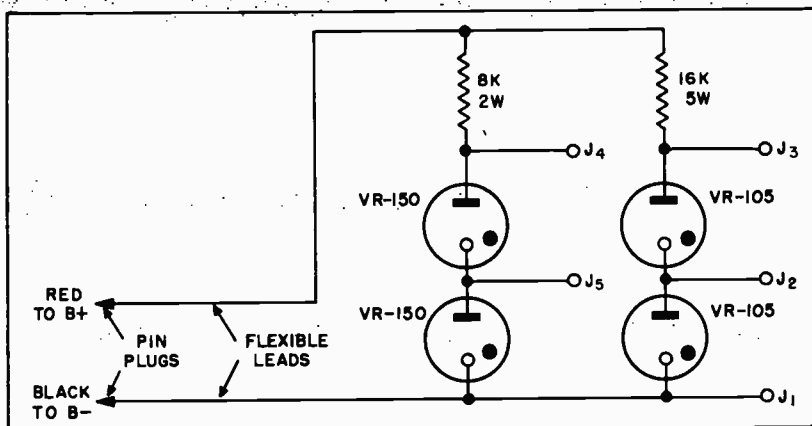 8K
2W
16K
5W
J4
J3
VR-150
VR-105
J5
J2
VR-150
VR-105
RED
TO B+
PIN
PLUGS
FLEXIBLE
LEADS
BLACK
TO B-
J1